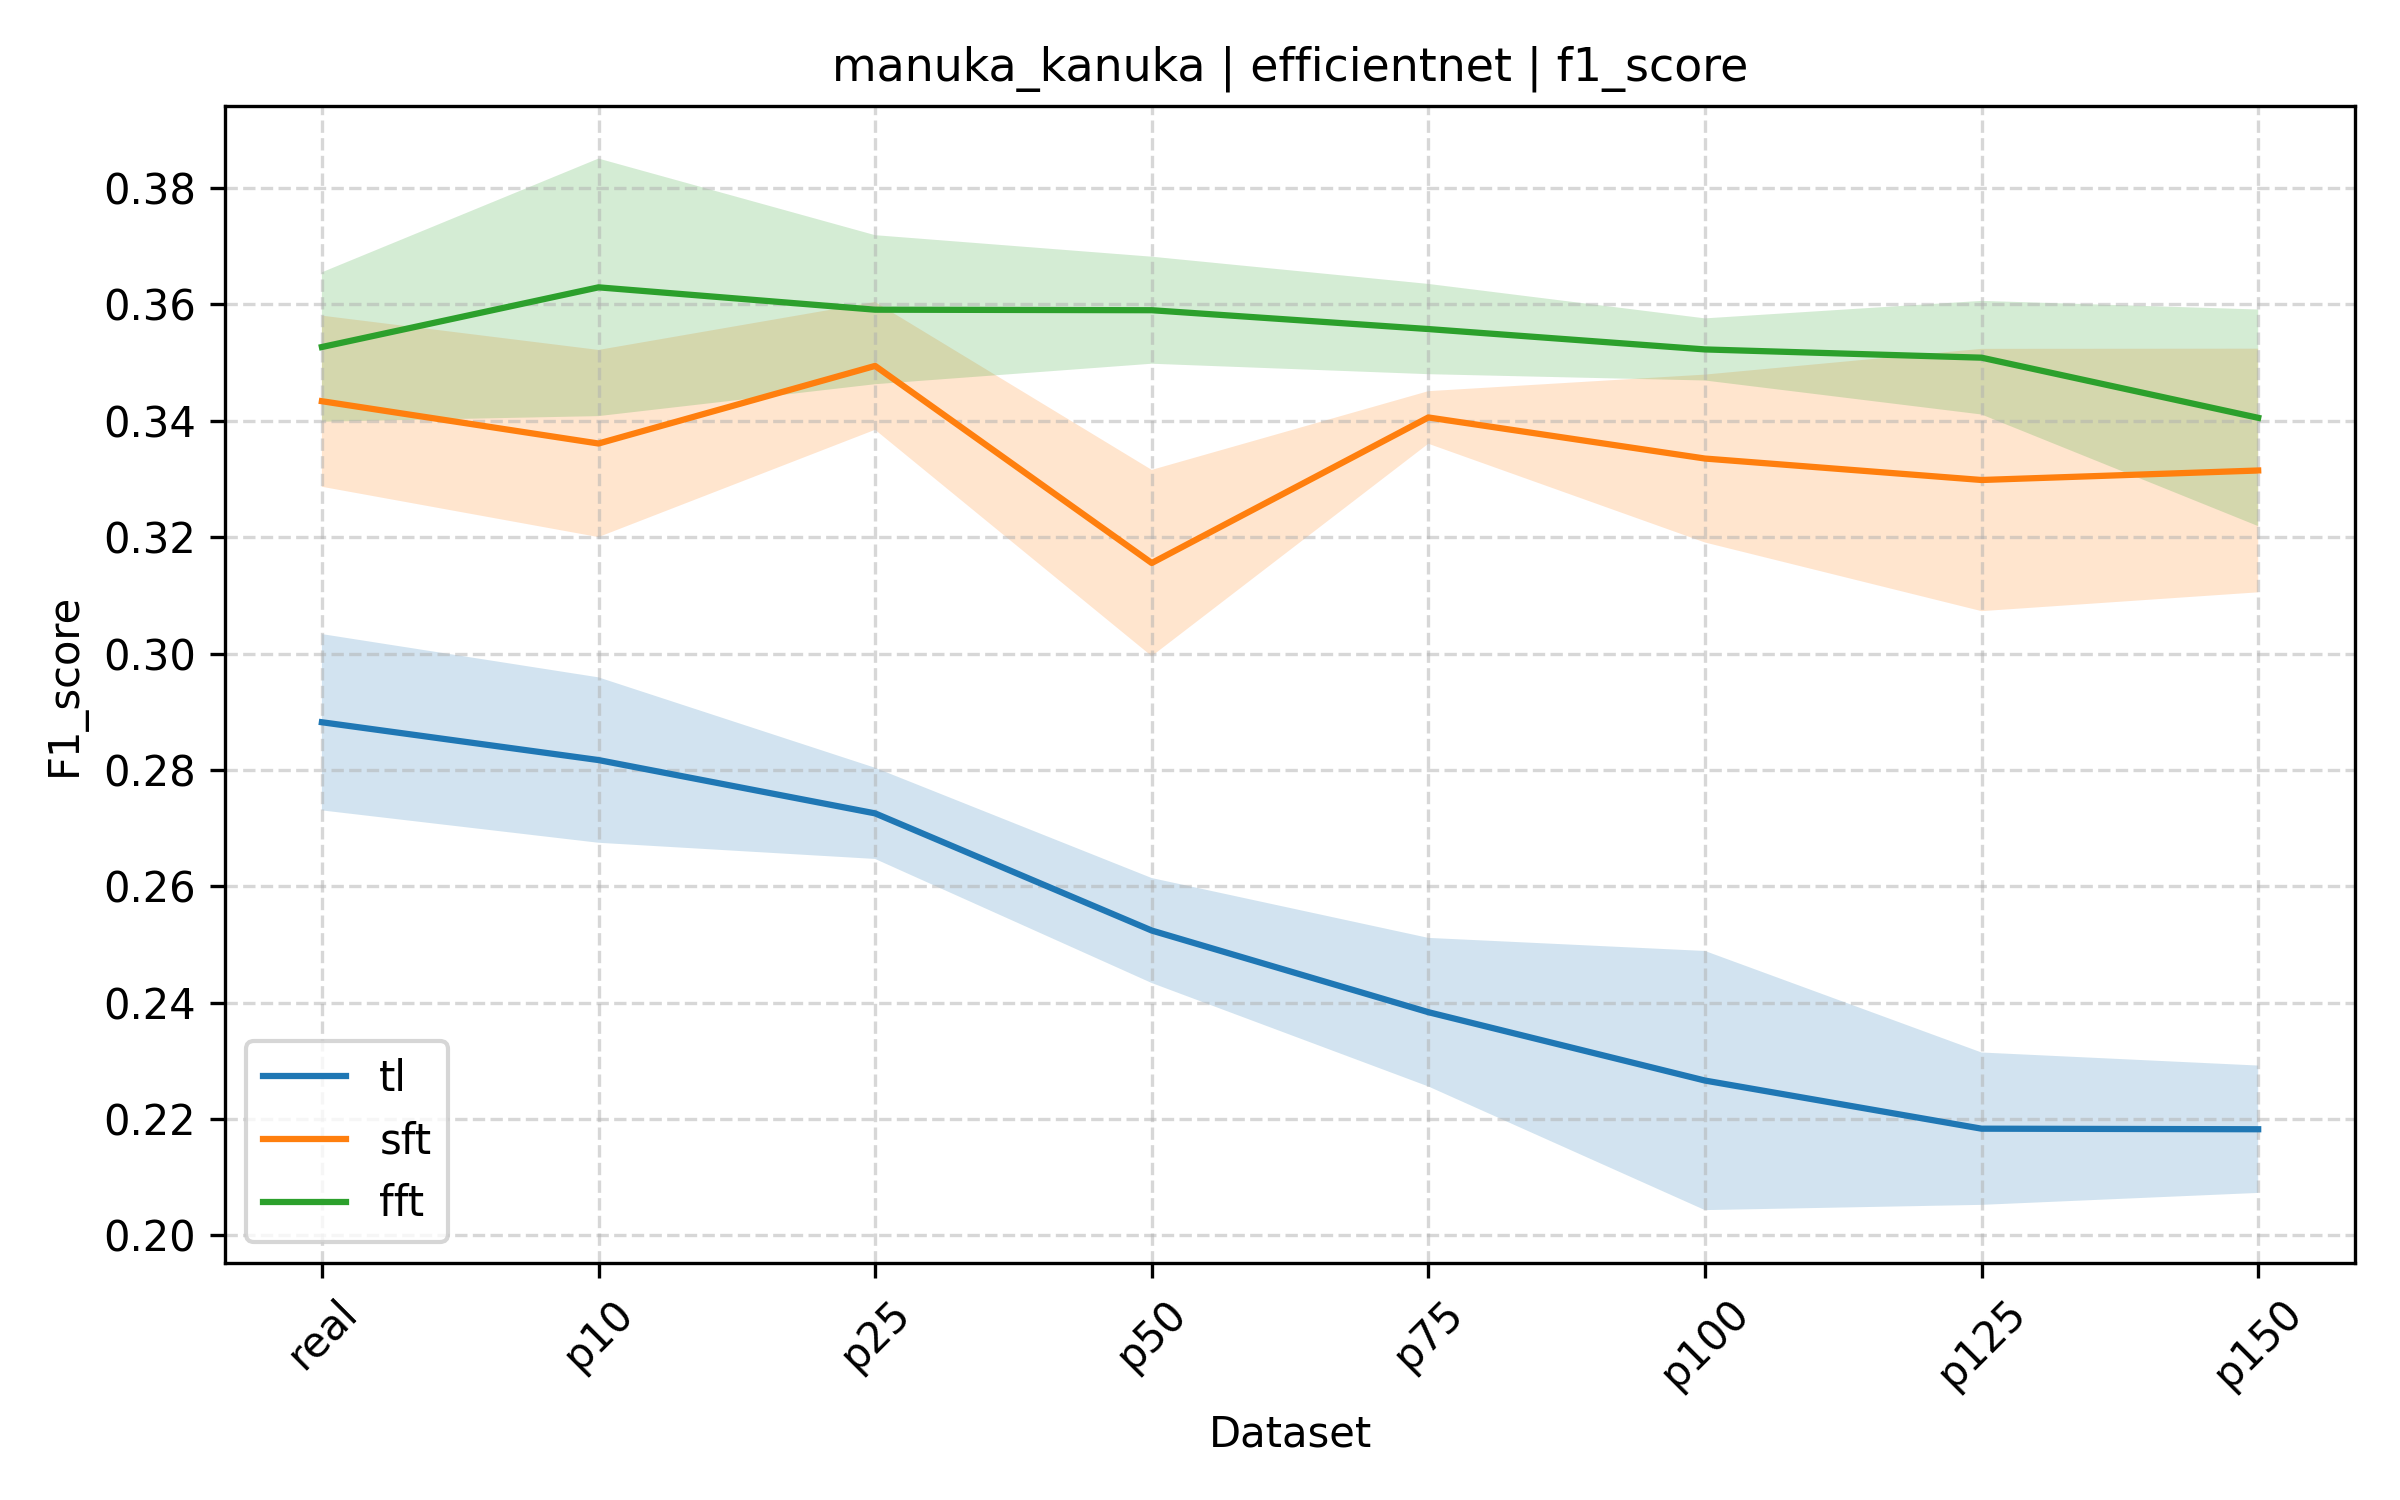 manuka_kanuka | efficientnet | f1_score
F1_score
0.38
0.36
0.34
0.32
0.30
0.28
0.26
0.24
0.22
0.20
tl
sft
fft
real
p10
p25
p50
p75
p100
p125
p150
Dataset